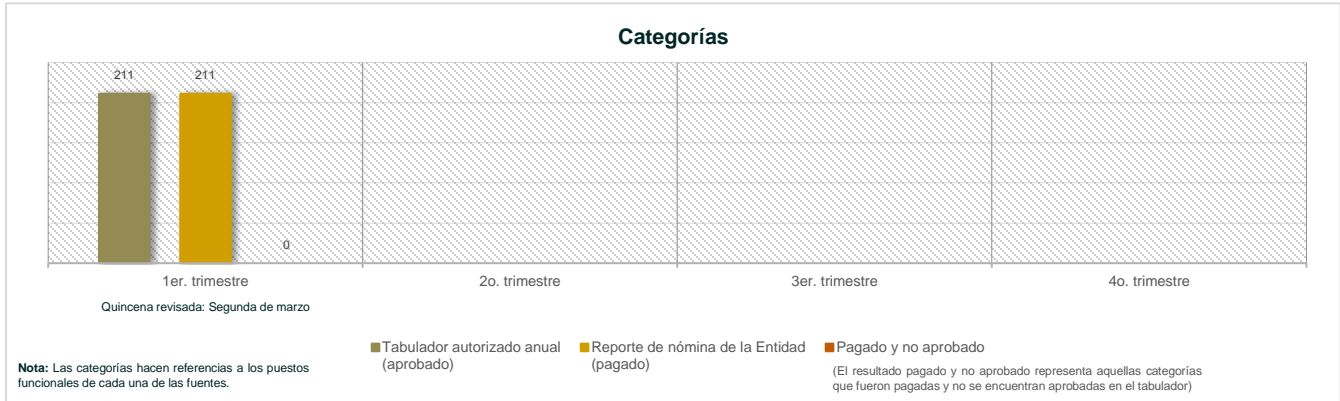 Categorías
211
211
0
1er. trimestre
2o. trimestre
3er. trimestre
4o. trimestre
Quincena revisada: Segunda de marzo
Tabulador autorizado anual
(aprobado)
Reporte de nómina de la Entidad
(pagado)
Pagado y no aprobado
(El resultado pagado y no aprobado representa aquellas categorías
que fueron pagadas y no se encuentran aprobadas en el tabulador)
Nota: Las categorías hacen referencias a los puestos
funcionales de cada una de las fuentes.